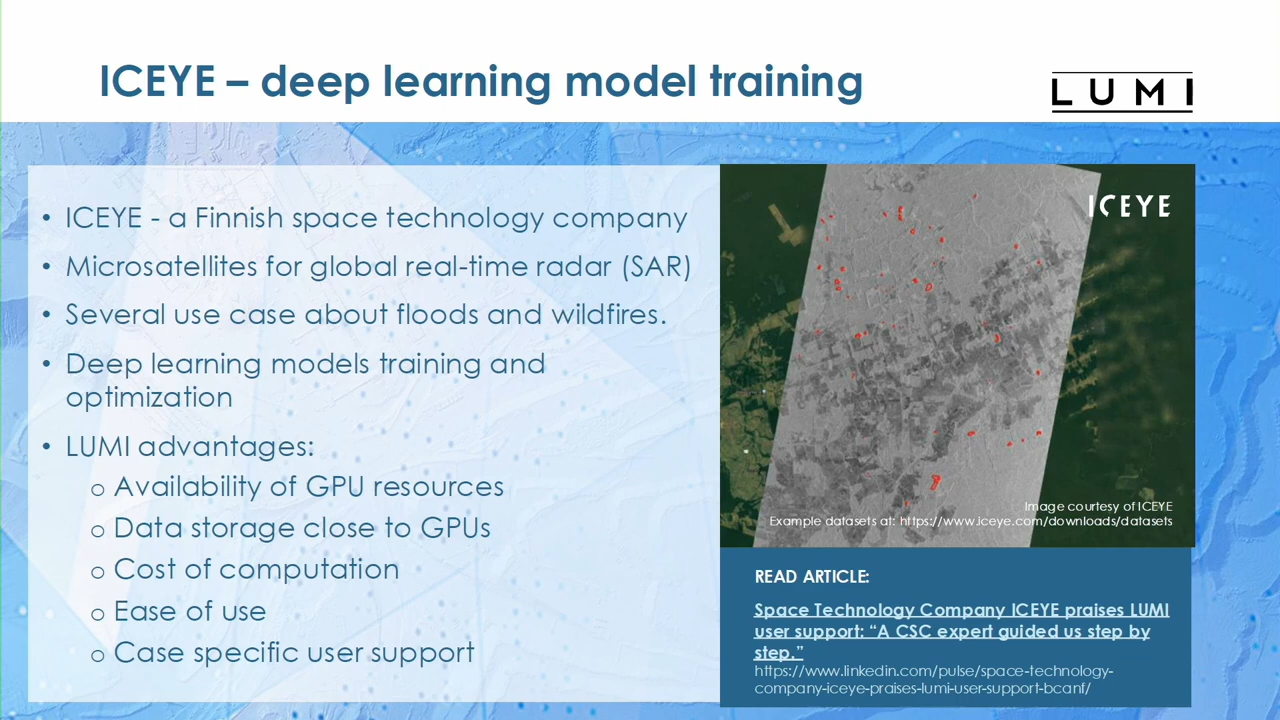 ICEYE – deep learning model training
LUMI
• ICEYE - a Finnish space technology company
• Microsatellites for global real-time radar (SAR)
• Several use case about floods and wildfires.
• Deep learning models training and
optimization
• LUMI advantages:
o Availability of GPU resources
o Data storage close to GPUs
o Cost of computation
o Ease of use
o Case specific user support
ICEYE
Image courtesy of ICEYE
Example datasets at: https://www.iceye.com/downloads/datasets
READ ARTICLE:
Space Technology Company ICEYE praises LUMI
user support: “A CSC expert guided us step by
step.”
https://www.linkedin.com/pulse/space-technology-
company-iceye-praises-lumi-user-support-bcanf/